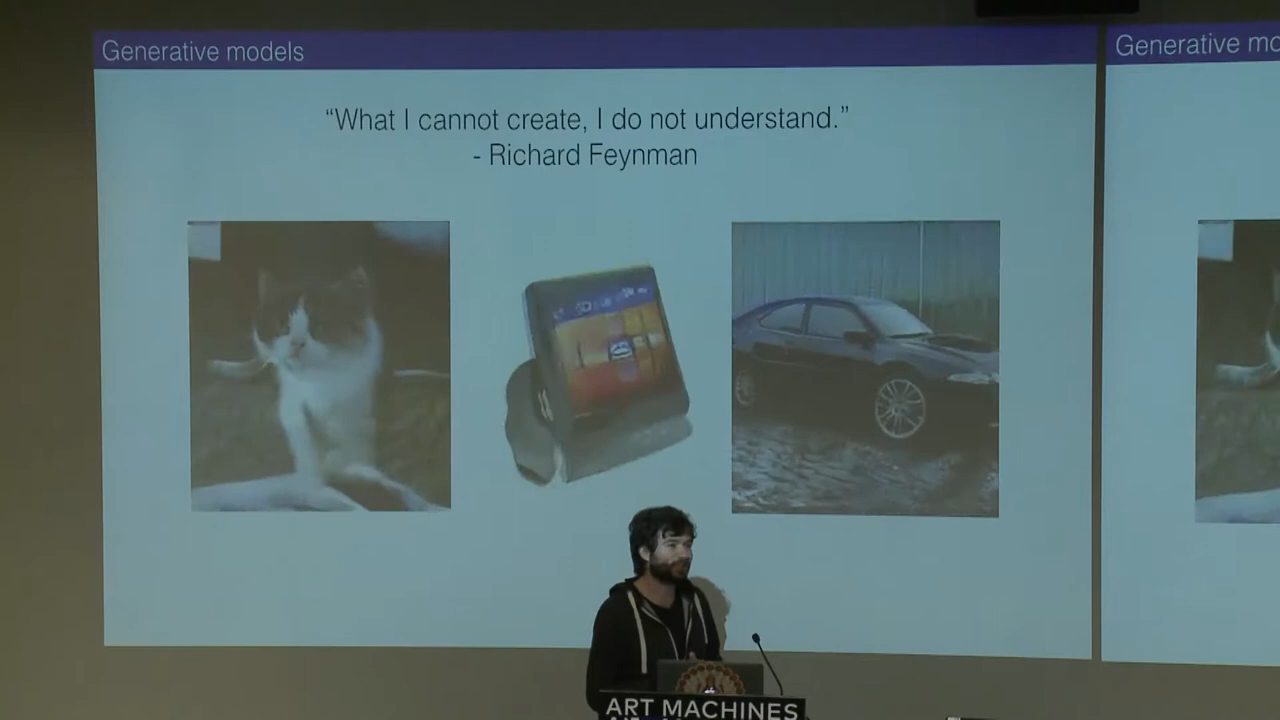 Generative models
“What I cannot create, I do not understand.”
- Richard Feynman
Generative mo
ART MACHINES